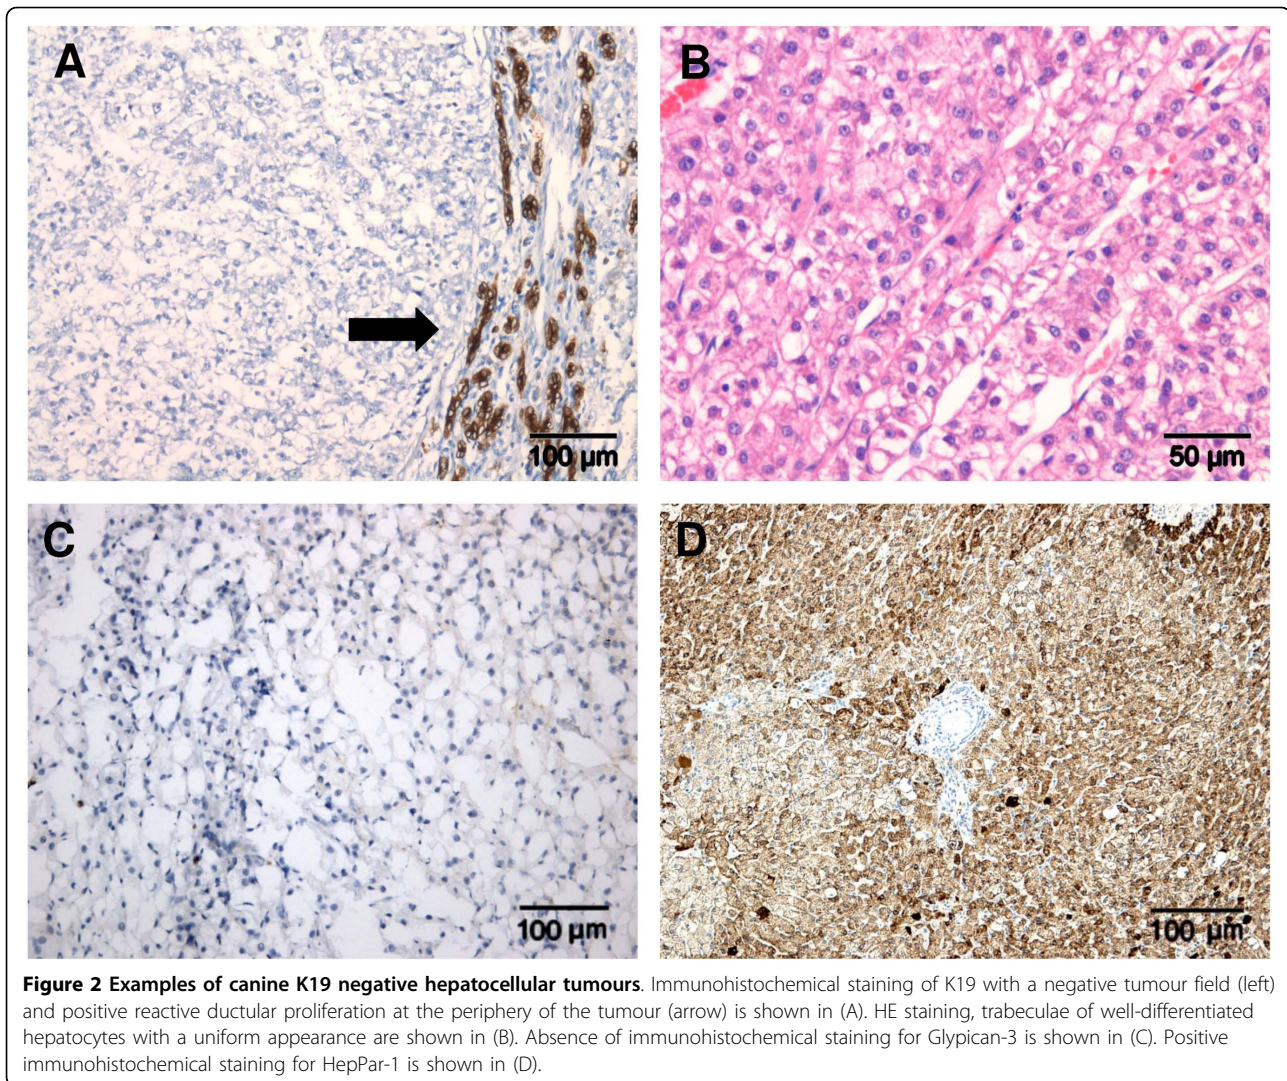 A
B
100 µm
50 µm
C
D
100 µm
100 µm
Figure 2 Examples of canine K19 negative hepatocellular tumours. Immunohistochemical staining of K19 with a negative tumour field (left)
and positive reactive ductular proliferation at the periphery of the tumour (arrow) is shown in (A). HE staining, trabeculae of well-differentiated
hepatocytes with a uniform appearance are shown in (B). Absence of immunohistochemical staining for Glypican-3 is shown in (C). Positive
immunohistochemical staining for HepPar-1 is shown in (D).